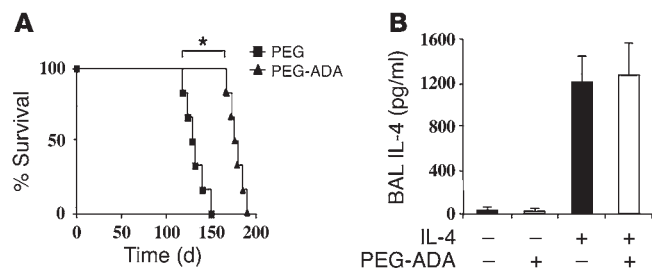 A
*
PEG
PEG-ADA
% Survival
100
50
0
0 50 100 150 200
Time (d)
B
BAL IL-4 (pg/ml)
1600
1200
800
400
0
IL-4 – – + +
PEG-ADA – + – +